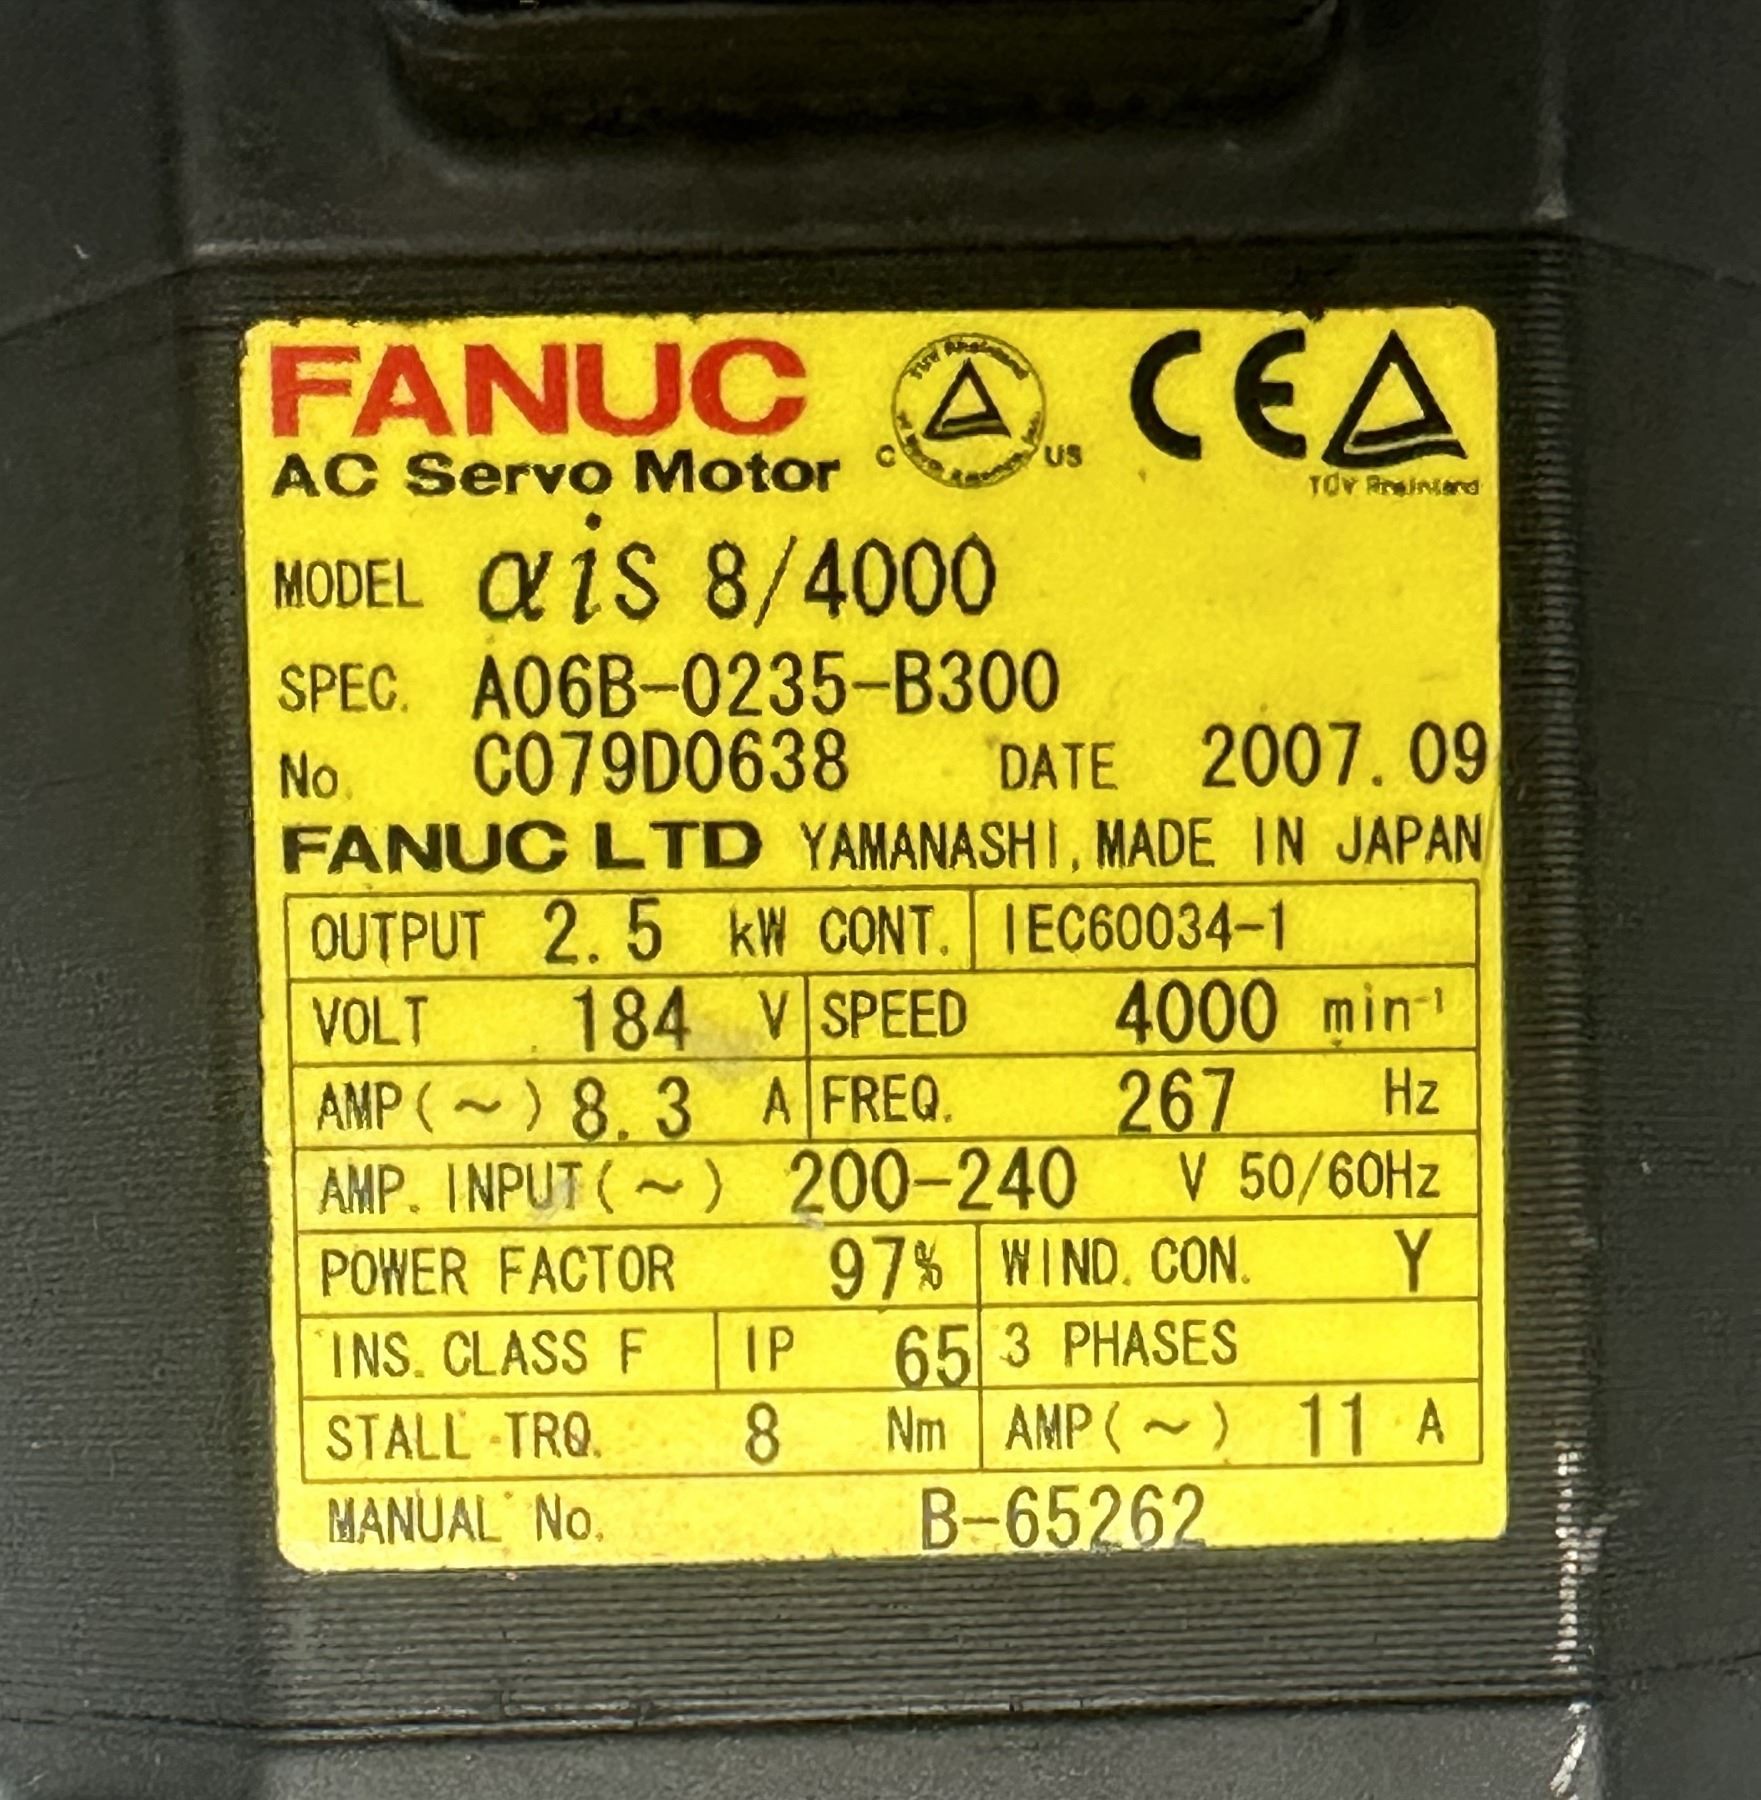 FANUC
AC Servo Motor
TÜV Rheinland
C US
CE
TÜV Rheinland
MODEL αiS 8/4000
SPEC. A06B-0235-B300
No. C079D0638 DATE 2007.09
FANUC LTD YAMANASHI, MADE IN JAPAN
OUTPUT 2.5 kW CONT. IEC60034-1
VOLT 184 V SPEED 4000 min⁻¹
AMP(~) 8.3 A FREQ. 267 Hz
AMP. INPUT(~) 200-240 V 50/60Hz
POWER FACTOR 97% WIND. CON. Y
INS. CLASS F IP 65 3 PHASES
STALL TRQ. 8 Nm AMP(~) 11 A
MANUAL No. B-65262